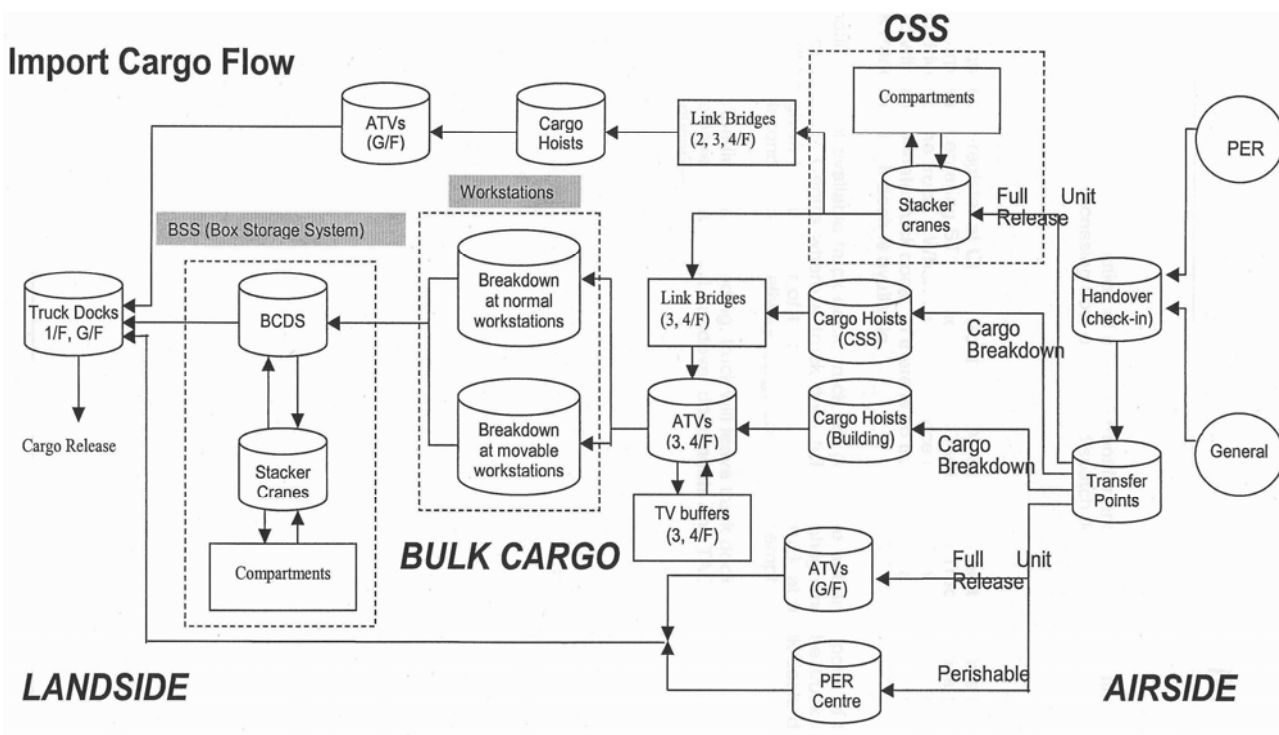 Import Cargo Flow
CSS
Compartments
Stacker
cranes
Link Bridges
(2, 3, 4/F)
Cargo
Hoists
ATVs
(G/F)
PER
Full Unit
Release
Handover
(check-in)
Workstations
BSS (Box Storage System)
Breakdown
at normal
workstations
Link Bridges
(3, 4/F)
Cargo Hoists
(CSS)
Cargo
Breakdown
Truck Docks
1/F, G/F
BCDS
Breakdown
at movable
workstations
ATVs
(3, 4/F)
Cargo Hoists
(Building)
Cargo
Breakdown
Transfer
Points
General
Cargo Release
Stacker
Cranes
TV buffers
(3, 4/F)
BULK CARGO
Compartments
ATVs
(G/F)
Full Unit
Release
PER
Centre
Perishable
LANDSIDE
AIRSIDE